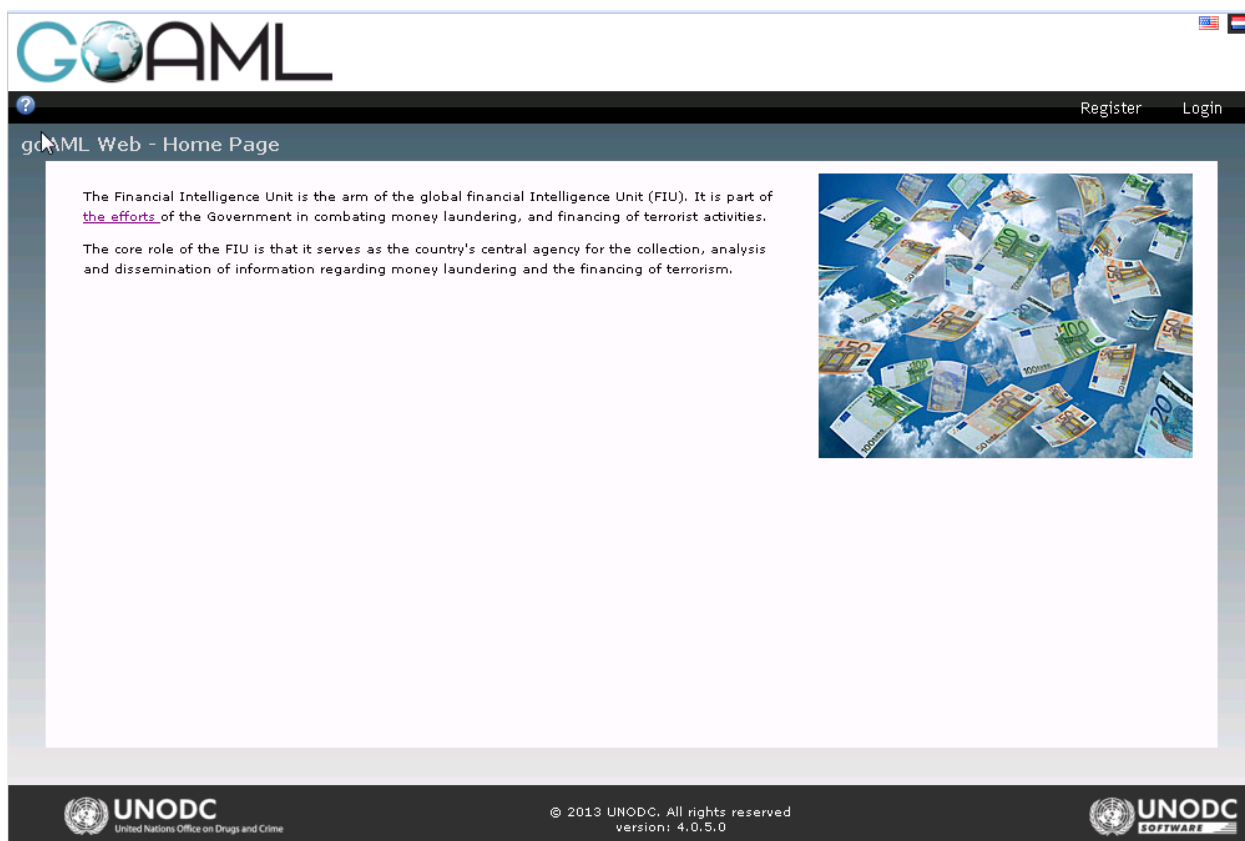 GOAML
Register Login
goAML Web - Home Page
The Financial Intelligence Unit is the arm of the global financial Intelligence Unit (FIU). It is part of
the efforts of the Government in combating money laundering, and financing of terrorist activities.
The core role of the FIU is that it serves as the country's central agency for the collection, analysis
and dissemination of information regarding money laundering and the financing of terrorism.
UNODC
United Nations Office on Drugs and Crime
© 2013 UNODC. All rights reserved
version: 4.0.5.0
UNODC
SOFTWARE